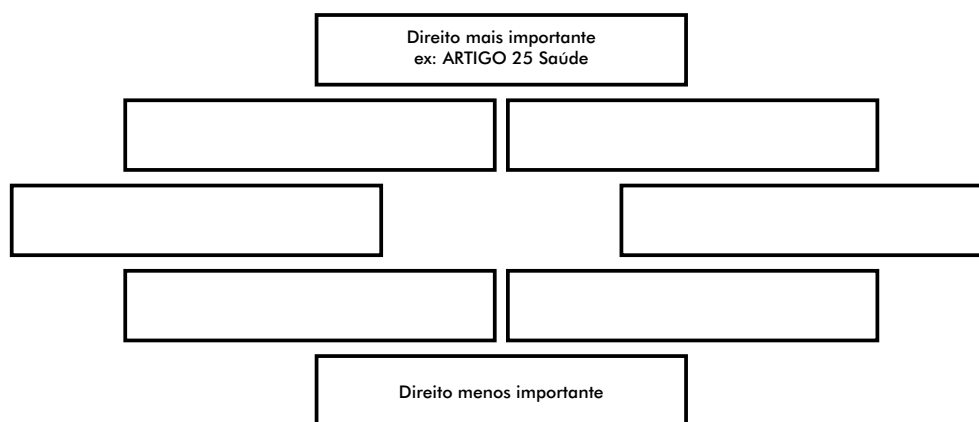 Direito mais importante
ex: ARTIGO 25 Saúde
Direito menos importante